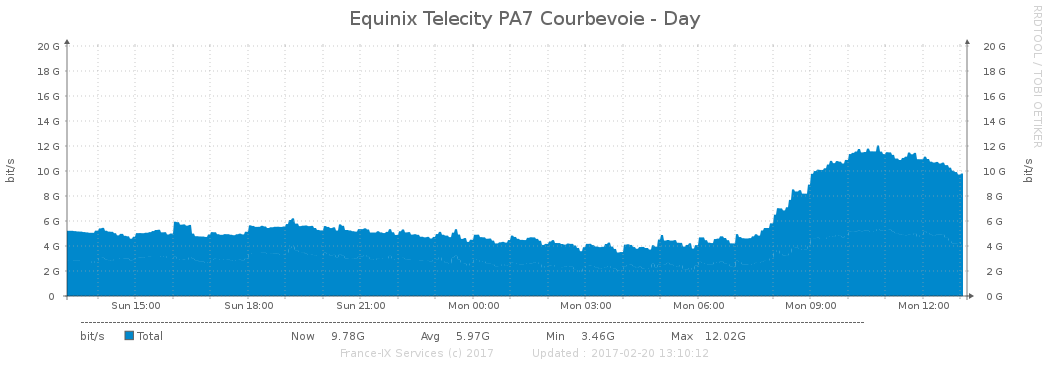 Equinix Telecity PA7 Courbevoie - Day
RRDTOOL / TOBI OETIKER
20 G 20 G
18 G 18 G
16 G 16 G
14 G 14 G
12 G 12 G
10 G 10 G
8 G 8 G
6 G 6 G
4 G 4 G
2 G 2 G
0 0 G
bit/s bit/s
Sun 15:00 Sun 18:00 Sun 21:00 Mon 00:00 Mon 03:00 Mon 06:00 Mon 09:00 Mon 12:00
bit/s Total Now 9.78G Avg 5.97G Min 3.46G Max 12.02G
France-IX Services (c) 2017 Updated : 2017-02-20 13:10:12